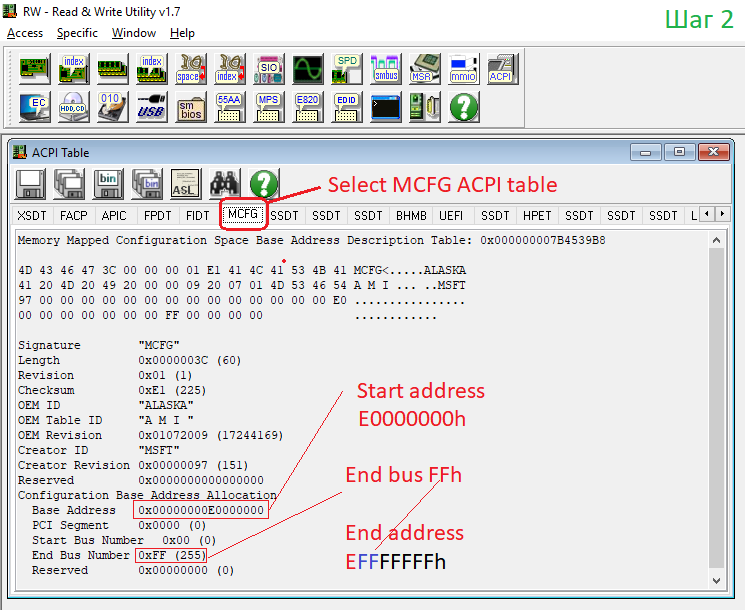 RW - Read & Write Utility v1.7
Шаг 2
Access Specific Window Help
index index space index SIO SPD smbus MSR mmio ACPI
EC HDD,CD 010 USB sm bios 55AA MPS E820 EDID
ACPI Table
bin bin ASL
Select MCFG ACPI table
XSDT FACP APIC FPDT FIDT MCFG SSDT SSDT SSDT BHMB UEFI SSDT HPET SSDT SSDT SSDT L
Memory Mapped Configuration Space Base Address Description Table: 0x000000007B4539B8
4D 43 46 47 3C 00 00 00 01 E1 41 4C 41 53 4B 41 MCFG<.....ALASKA
41 20 4D 20 49 20 00 00 09 20 07 01 4D 53 46 54 A M I ... ..MSFT
97 00 00 00 00 00 00 00 00 00 00 00 00 00 00 E0 ................
00 00 00 00 00 00 00 FF 00 00 00 00 ............
Signature "MCFG"
Length 0x0000003C (60)
Revision 0x01 (1)
Checksum 0xE1 (225)
OEM ID "ALASKA"
OEM Table ID "A M I "
OEM Revision 0x01072009 (17244169)
Creator ID "MSFT"
Creator Revision 0x00000097 (151)
Reserved 0x0000000000000000
Configuration Base Address Allocation
Base Address 0x00000000E0000000
PCI Segment 0x0000 (0)
Start Bus Number 0x00 (0)
End Bus Number 0xFF (255)
Reserved 0x00000000 (0)
Start address
E0000000h
End bus FFh
End address
EFFFFFFFh